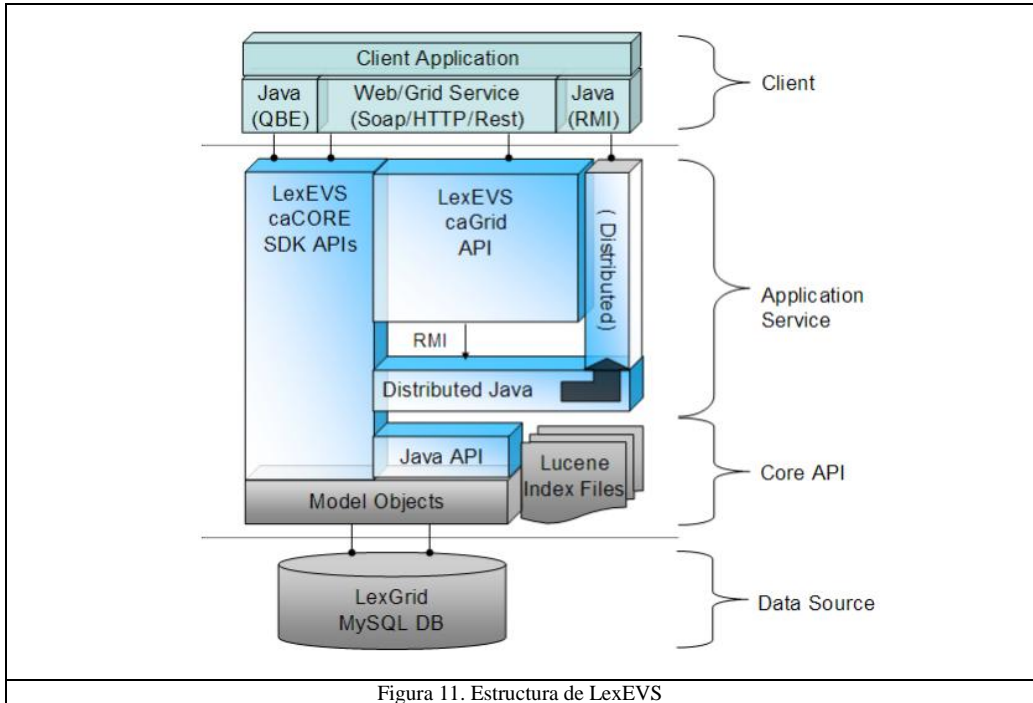 Client Application
Java
(QBE)
Web/Grid Service
(Soap/HTTP/Rest)
Java
(RMI)
Client
LexEVS
caCORE
SDK APIs
LexEVS
caGrid
API
( Distributed)
Application
Service
RMI
Distributed Java
Java API
Lucene
Index Files
Core API
Model Objects
LexGrid
MySQL DB
Data Source
Figura 11. Estructura de LexEVS